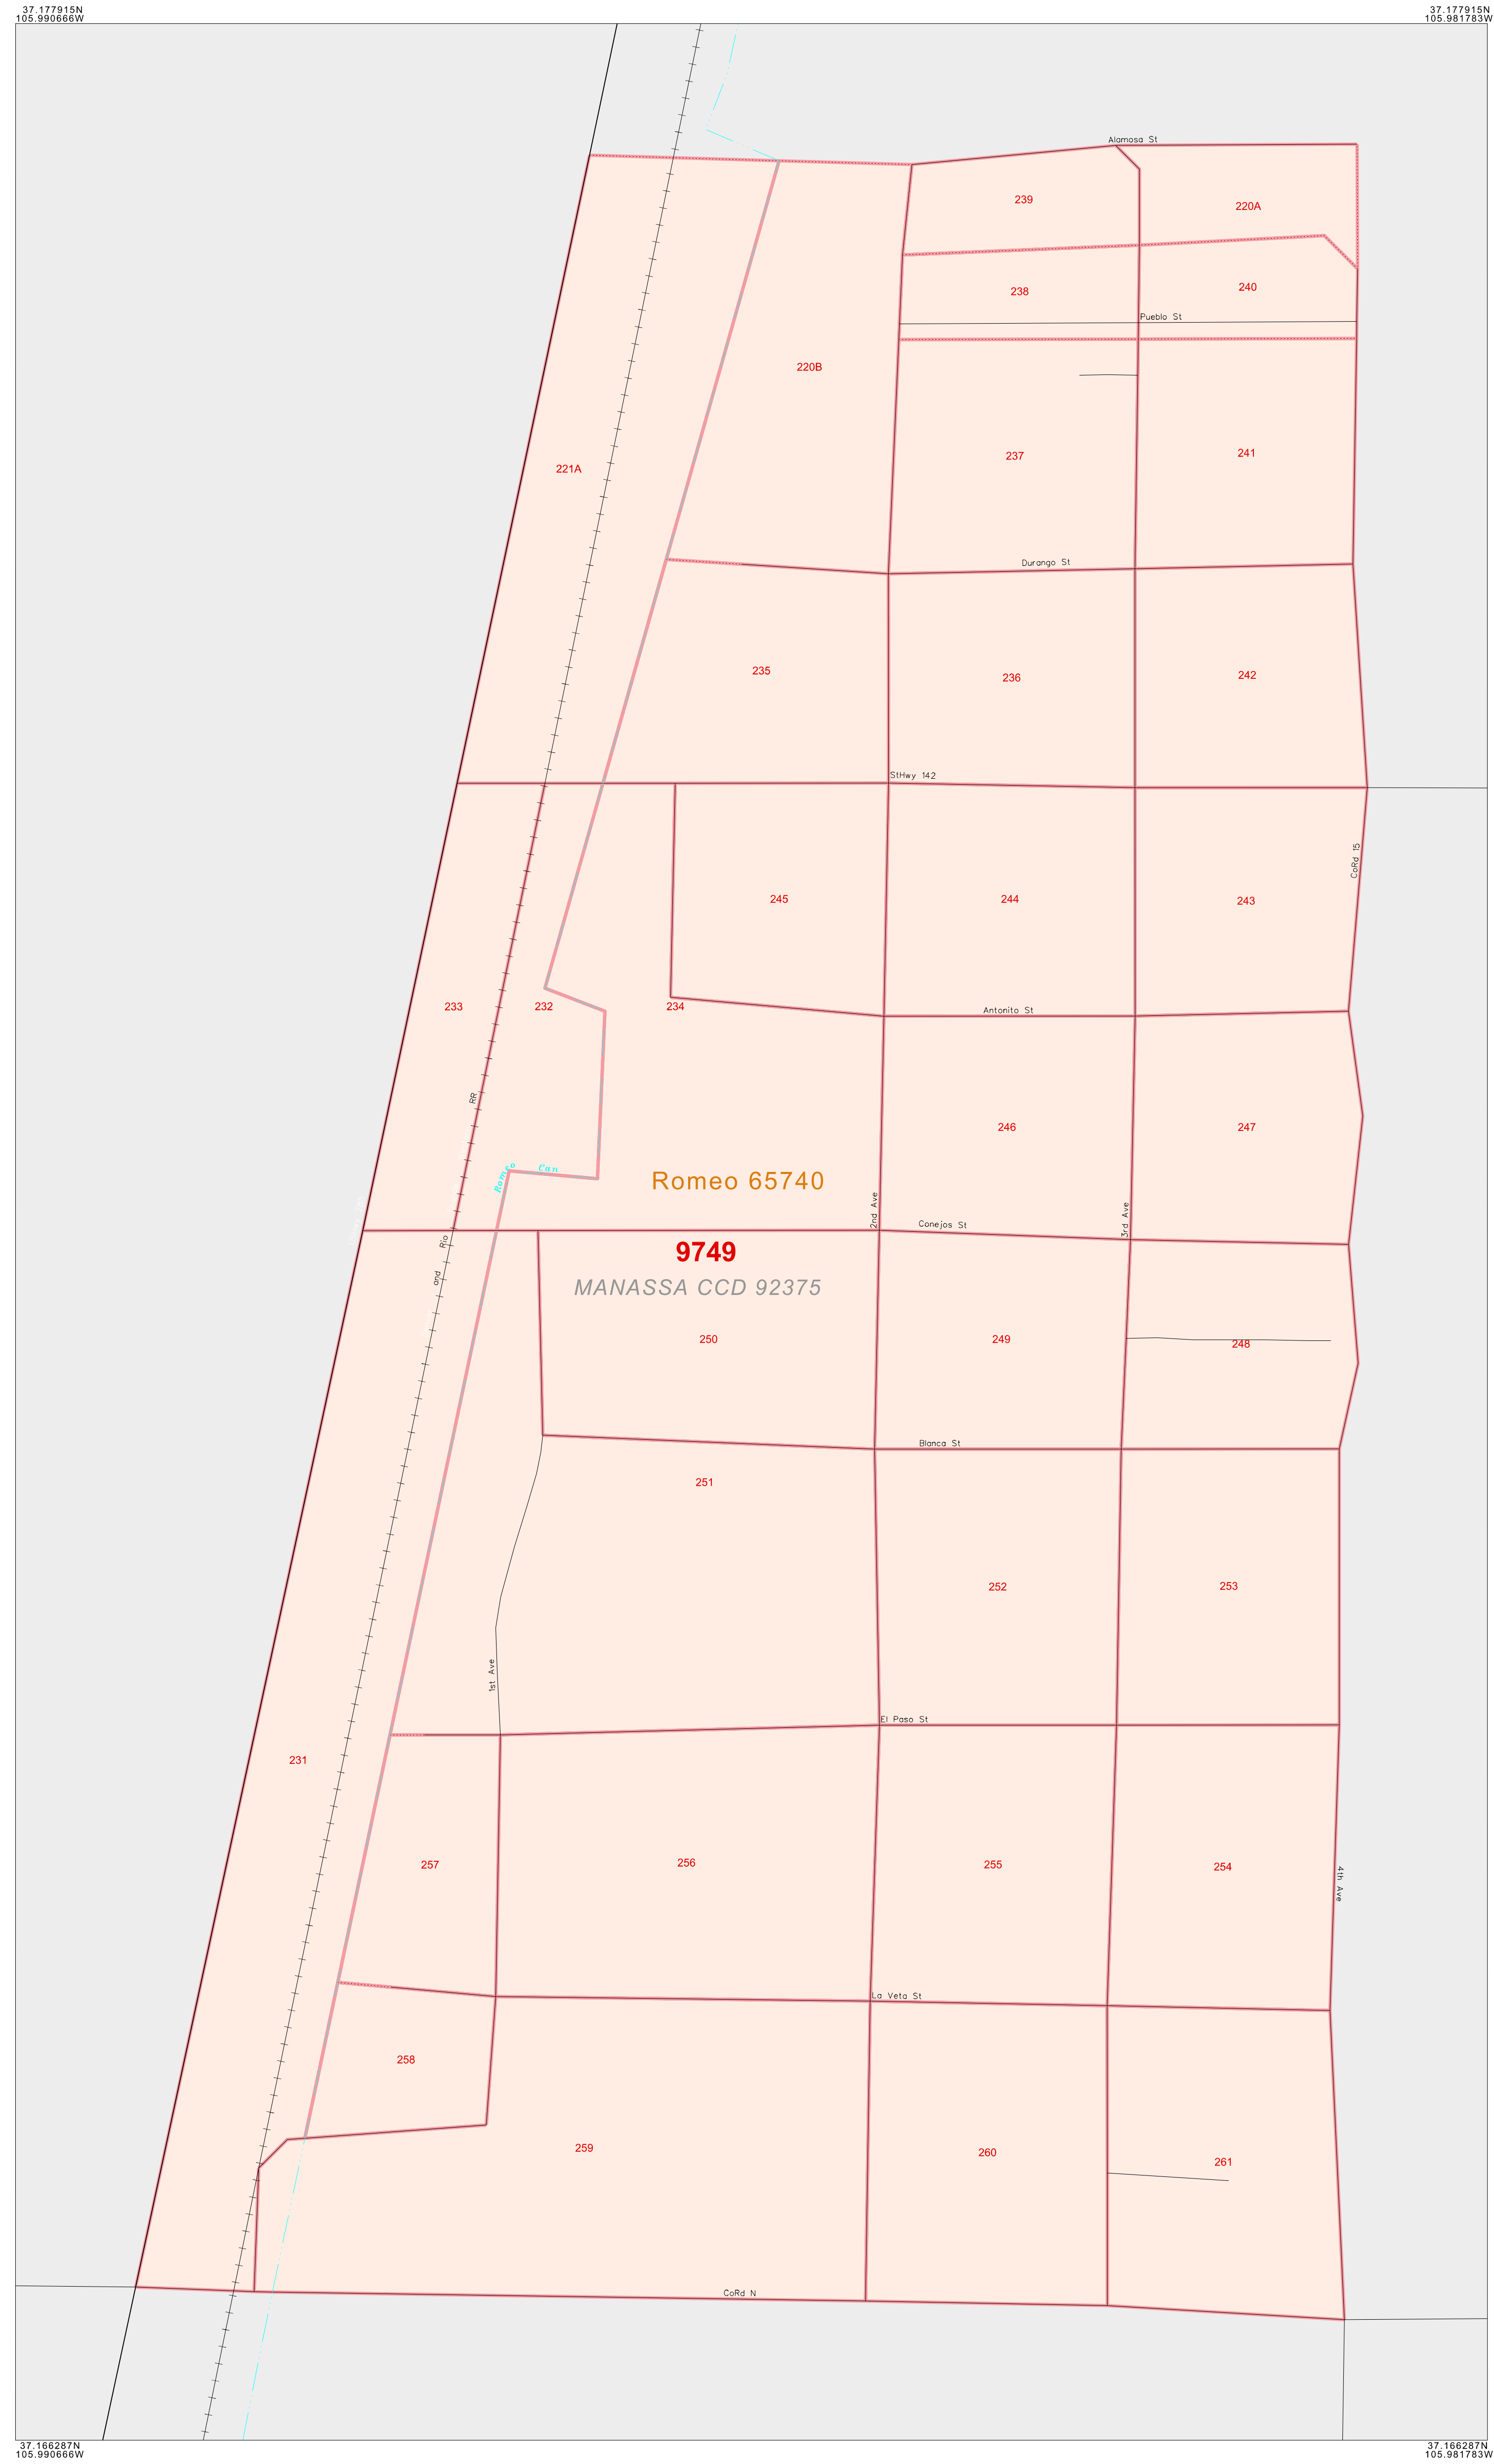 37.177915N
105.990666W
37.177915N
105.981783W
Alamosa St
239
220A
238
240
Pueblo St
220B
237
241
221A
Durango St
235
236
242
StHwy 142
CoRd 15
245
244
243
233
232
234
Antonito St
RR
246
247
Romeo Can
Romeo 65740
2nd Ave
3rd Ave
Conejos St
Rio
and
9749
MANASSA CCD 92375
250
249
248
Blanca St
251
252
253
1st Ave
El Paso St
231
257
256
255
254
4th Ave
La Veta St
258
259
260
261
CoRd N
37.166287N
105.990666W
37.166287N
105.981783W